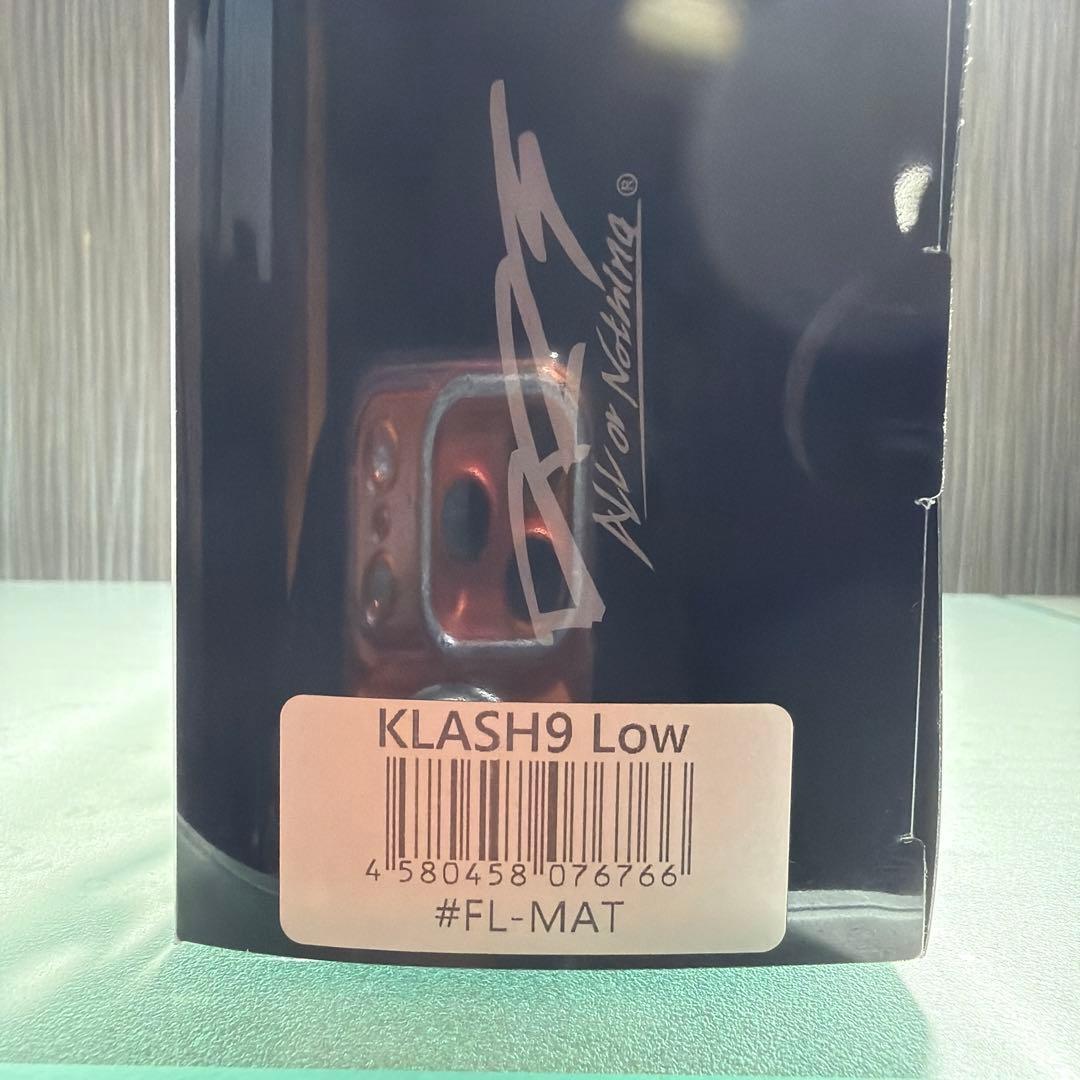 All or Nothing®
KLASH9 Low
4 580458 076766
#FL-MAT